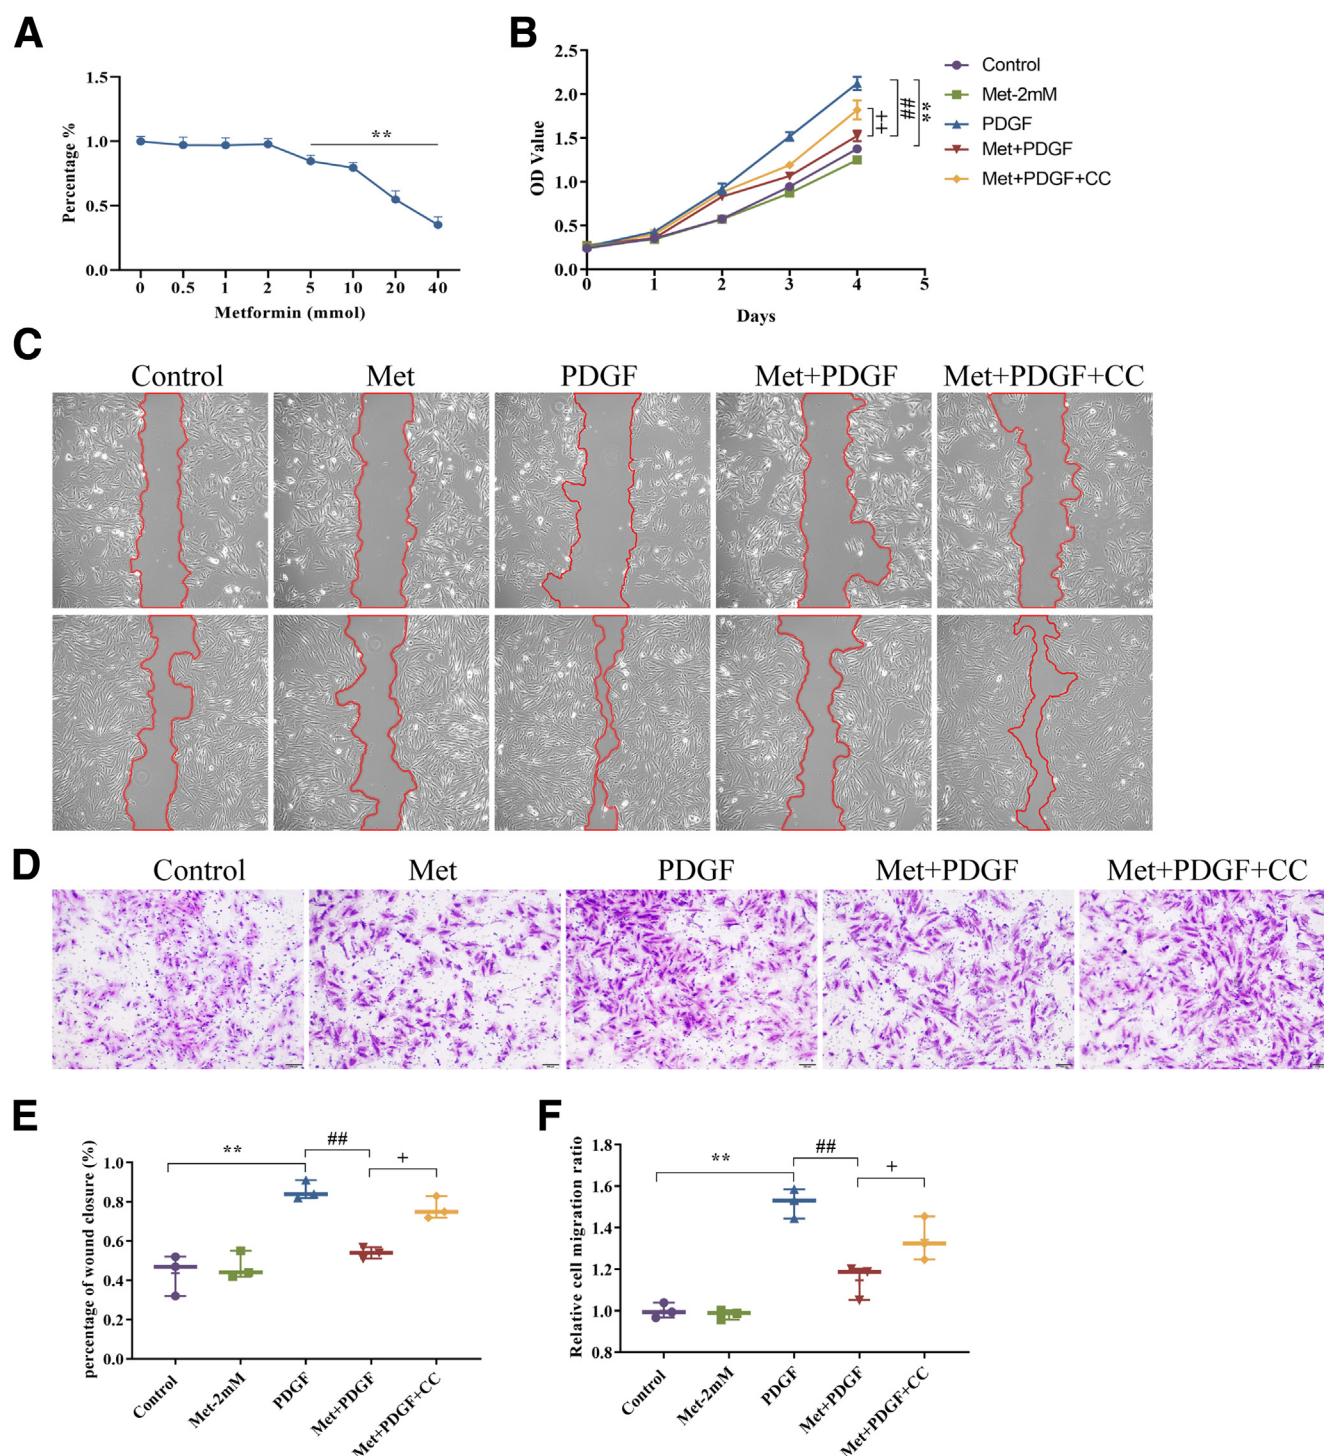 A
1.5
1.0
0.5
0.0
Percentage %
**
0 0.5 1 2 5 10 20 40
Metformin (mmol)
B
2.5
2.0
1.5
1.0
0.5
0.0
OD Value
++
##
**
0 1 2 3 4 5
Days
Control
Met-2mM
PDGF
Met+PDGF
Met+PDGF+CC
C
Control Met PDGF Met+PDGF Met+PDGF+CC
D
Control Met PDGF Met+PDGF Met+PDGF+CC
E
1.0
0.8
0.6
0.4
0.2
0.0
percentage of wound closure (%)
**
##
+
Control
Met-2mM
PDGF
Met+PDGF
Met+PDGF+CC
F
1.8
1.6
1.4
1.2
1.0
0.8
Relative cell migration ratio
**
##
+
Control
Met-2mM
PDGF
Met+PDGF
Met+PDGF+CC